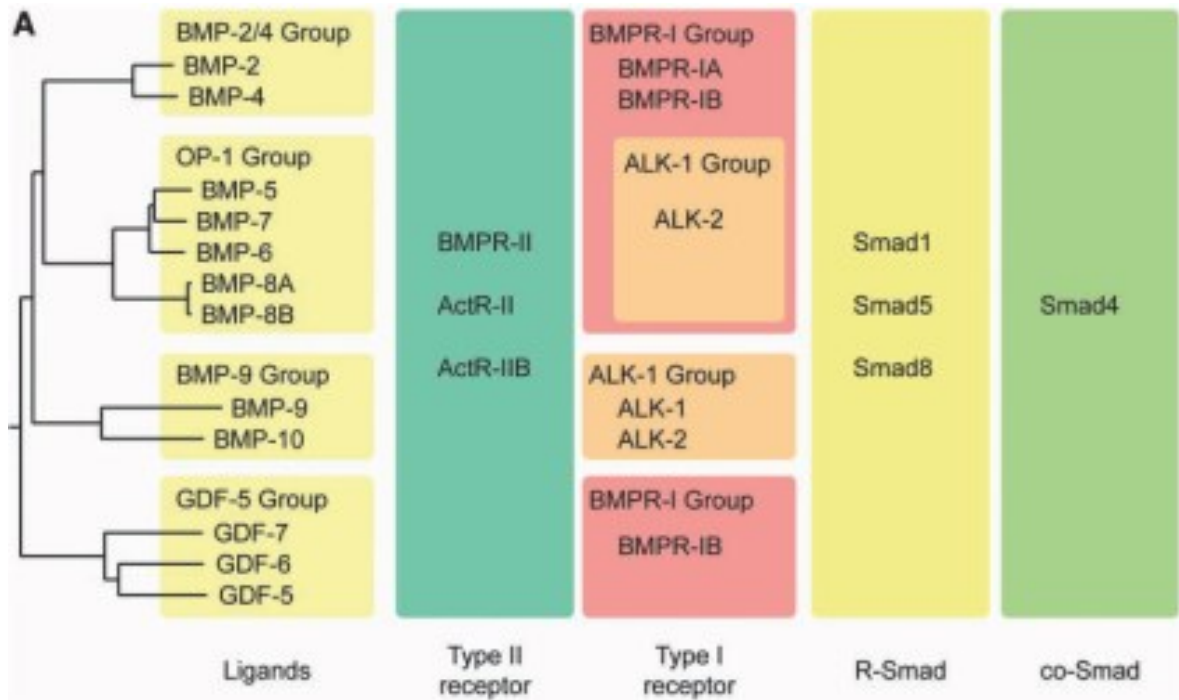 A
BMP-2/4 Group
BMP-2
BMP-4
OP-1 Group
BMP-5
BMP-7
BMP-6
BMP-8A
BMP-8B
BMP-9 Group
BMP-9
BMP-10
GDF-5 Group
GDF-7
GDF-6
GDF-5
Ligands
BMPR-II
ActR-II
ActR-IIB
Type II
receptor
BMPR-I Group
BMPR-IA
BMPR-IB
ALK-1 Group
ALK-2
ALK-1 Group
ALK-1
ALK-2
BMPR-I Group
BMPR-IB
Type I
receptor
Smad1
Smad5
Smad8
R-Smad
Smad4
co-Smad